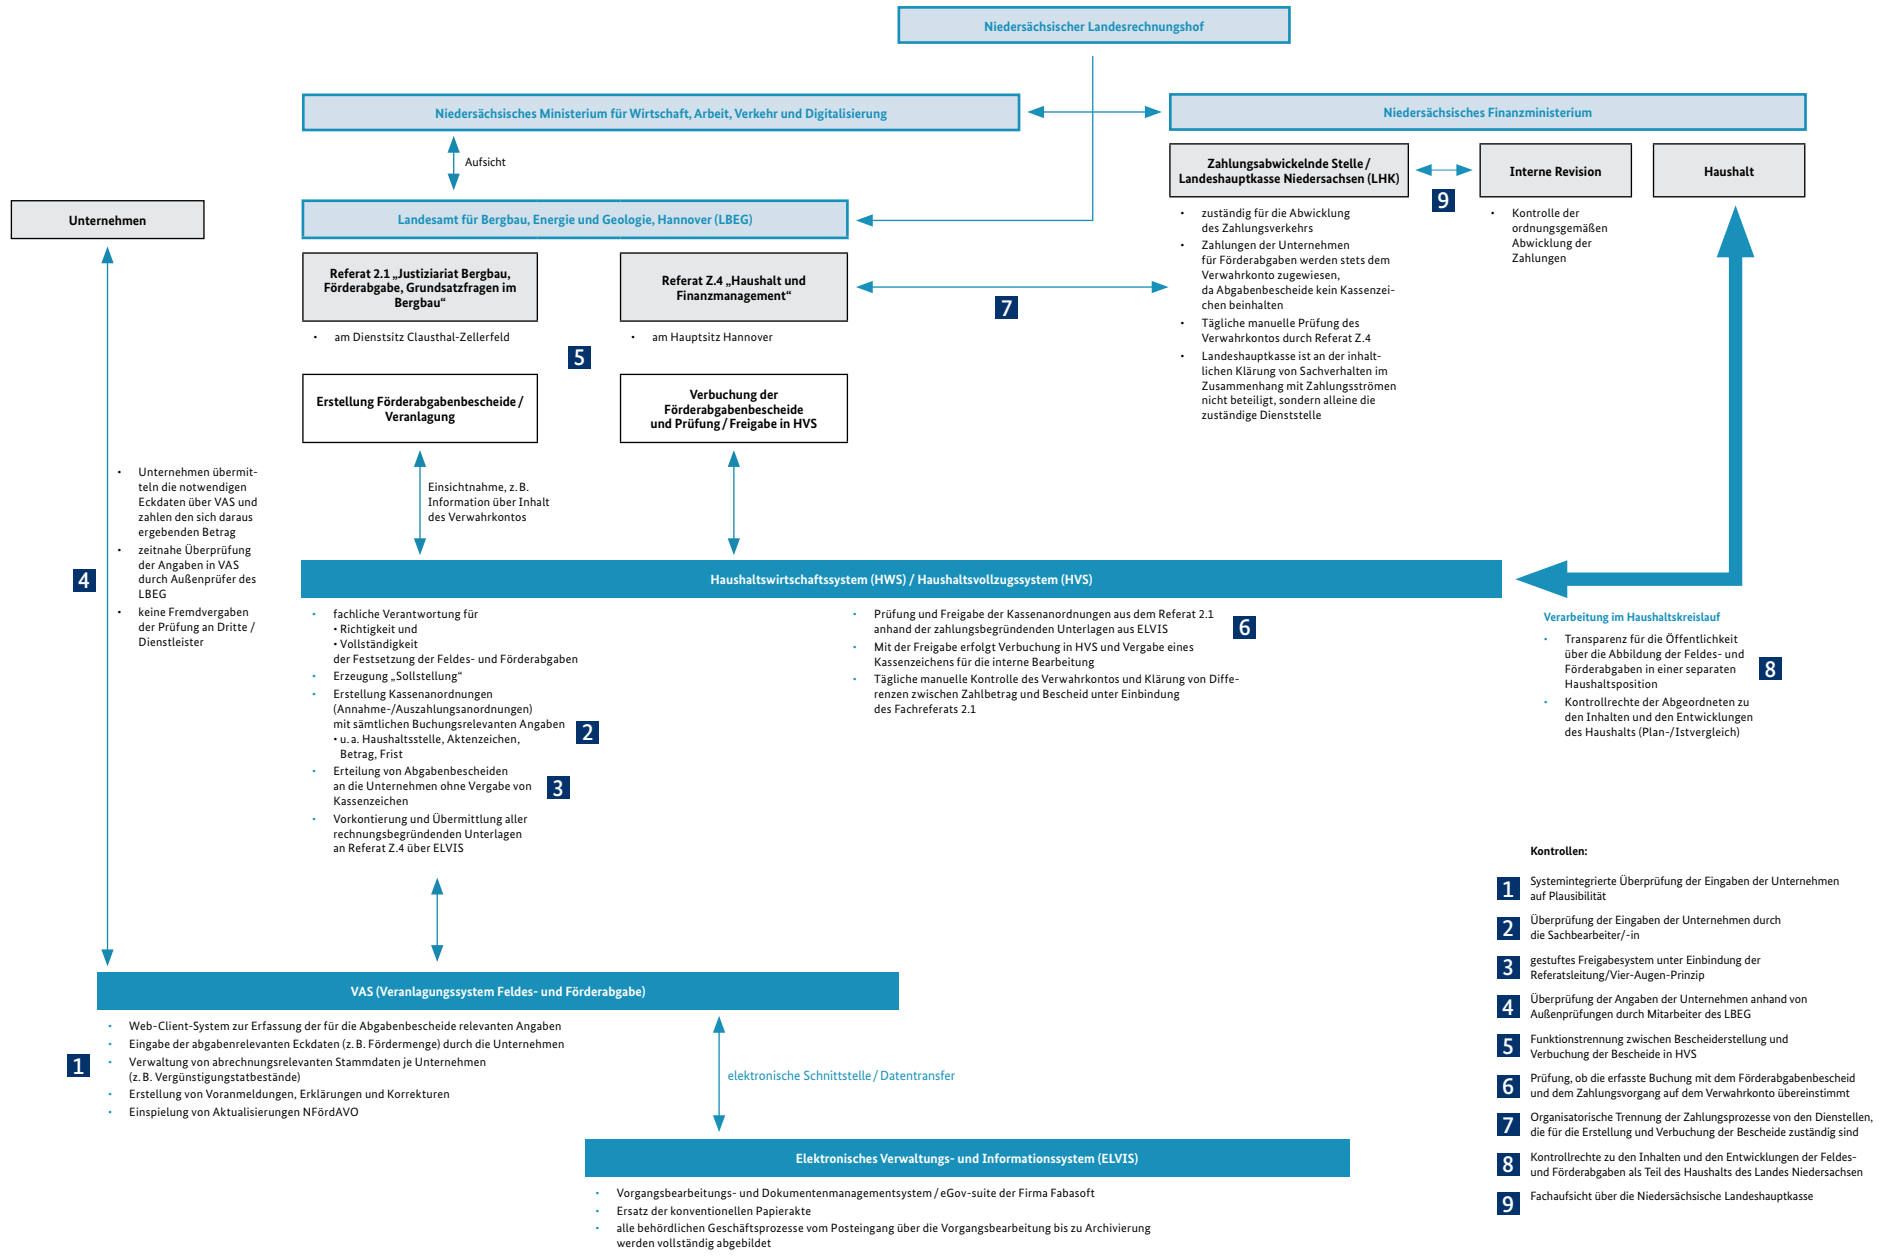 Niedersächsischer Landesrechnungshof
Niedersächsisches Ministerium für Wirtschaft, Arbeit, Verkehr und Digitalisierung
Niedersächsisches Finanzministerium
Aufsicht
Zahlungsabwickelnde Stelle /
Landeshauptkasse Niedersachsen (LHK)
9
Interne Revision
Haushalt
Unternehmen
Landesamt für Bergbau, Energie und Geologie, Hannover (LBEG)
• zuständig für die Abwicklung
des Zahlungsverkehrs
• Zahlungen der Unternehmen
für Förderabgaben werden stets dem
Verwahrkonto zugewiesen,
da Abgabenbescheide kein Kassenzei-
chen beinhalten
• Tägliche manuelle Prüfung des
Verwahrkontos durch Referat Z.4
• Landeshauptkasse ist an der inhalt-
lichen Klärung von Sachverhalten im
Zusammenhang mit Zahlungsströmen
nicht beteiligt, sondern alleine die
zuständige Dienststelle
• Kontrolle der
ordnungsgemäßen
Abwicklung der
Zahlungen
Referat 2.1 „Justiziariat Bergbau,
Förderabgabe, Grundsatzfragen im
Bergbau“
Referat Z.4 „Haushalt und
Finanzmanagement“
7
• am Dienstsitz Clausthal-Zellerfeld
5
• am Hauptsitz Hannover
Erstellung Förderabgabenbescheide /
Veranlagung
Verbuchung der
Förderabgabenbescheide
und Prüfung / Freigabe in HVS
Einsichtnahme, z. B.
Information über Inhalt
des Verwahrkontos
4
• Unternehmen übermit-
teln die notwendigen
Eckdaten über VAS und
zahlen den sich daraus
ergebenden Betrag
• zeitnahe Überprüfung
der Angaben in VAS
durch Außenprüfer des
LBEG
• keine Fremdvergaben
der Prüfung an Dritte /
Dienstleister
Haushaltswirtschaftssystem (HWS) / Haushaltsvollzugssystem (HVS)
• fachliche Verantwortung für
• Richtigkeit und
• Vollständigkeit
der Festsetzung der Feldes- und Förderabgaben
• Erzeugung „Sollstellung“
• Erstellung Kassenanordnungen
(Annahme-/Auszahlungsanordnungen)
mit sämtlichen Buchungsrelevanten Angaben
• u. a. Haushaltsstelle, Aktenzeichen,
Betrag, Frist
2
• Erteilung von Abgabenbescheiden
an die Unternehmen ohne Vergabe von
Kassenzeichen
3
• Vorkontierung und Übermittlung aller
rechnungsbegründenden Unterlagen
an Referat Z.4 über ELVIS
• Prüfung und Freigabe der Kassenanordnungen aus dem Referat 2.1
anhand der zahlungsbegründenden Unterlagen aus ELVIS
6
• Mit der Freigabe erfolgt Verbuchung in HVS und Vergabe eines
Kassenzeichens für die interne Bearbeitung
• Tägliche manuelle Kontrolle des Verwahrkontos und Klärung von Diffe-
renzen zwischen Zahlbetrag und Bescheid unter Einbindung
des Fachreferats 2.1
Verarbeitung im Haushaltskreislauf
• Transparenz für die Öffentlichkeit
über die Abbildung der Feldes- und
Förderabgaben in einer separaten
Haushaltsposition
8
• Kontrollrechte der Abgeordneten zu
den Inhalten und den Entwicklungen
des Haushalts (Plan-/Istvergleich)
VAS (Veranlagungssystem Feldes- und Förderabgabe)
1
• Web-Client-System zur Erfassung der für die Abgabenbescheide relevanten Angaben
• Eingabe der abgabenrelevanten Eckdaten (z. B. Fördermenge) durch die Unternehmen
• Verwaltung von abrechnungsrelevanten Stammdaten je Unternehmen
(z. B. Vergünstigungstatbestände)
• Erstellung von Voranmeldungen, Erklärungen und Korrekturen
• Einspielung von Aktualisierungen NFördAVO
elektronische Schnittstelle / Datentransfer
Elektronisches Verwaltungs- und Informationssystem (ELVIS)
• Vorgangsbearbeitungs- und Dokumentenmanagementsystem / eGov-suite der Firma Fabasoft
• Ersatz der konventionellen Papierakte
• alle behördlichen Geschäftsprozesse vom Posteingang über die Vorgangsbearbeitung bis zu Archivierung
werden vollständig abgebildet
Kontrollen:
1 Systemintegrierte Überprüfung der Eingaben der Unternehmen
auf Plausibilität
2 Überprüfung der Eingaben der Unternehmen durch
die Sachbearbeiter/-in
3 gestuftes Freigabesystem unter Einbindung der
Referatsleitung/Vier-Augen-Prinzip
4 Überprüfung der Angaben der Unternehmen anhand von
Außenprüfungen durch Mitarbeiter des LBEG
5 Funktionstrennung zwischen Bescheiderstellung und
Verbuchung der Bescheide in HVS
6 Prüfung, ob die erfasste Buchung mit dem Förderabgabenbescheid
und dem Zahlungsvorgang auf dem Verwahrkonto übereinstimmt
7 Organisatorische Trennung der Zahlungsprozesse von den Dienstellen,
die für die Erstellung und Verbuchung der Bescheide zuständig sind
8 Kontrollrechte zu den Inhalten und den Entwicklungen der Feldes-
und Förderabgaben als Teil des Haushalts des Landes Niedersachsen
9 Fachaufsicht über die Niedersächsische Landeshauptkasse